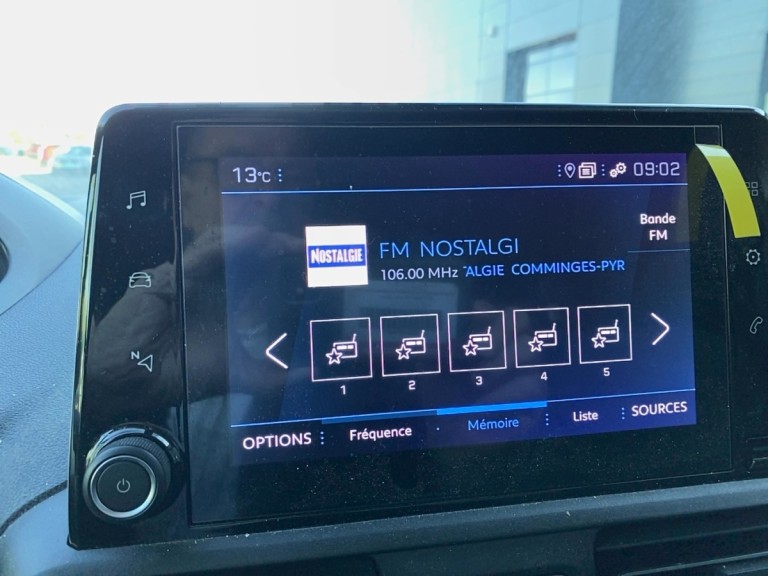 13°C
09:02
Bande
FM
NOSTALGIE
FM NOSTALGI
106.00 MHz
ALGIE COMMINGES-PYR
N
1 2 3 4 5
OPTIONS Fréquence Mémoire Liste SOURCES